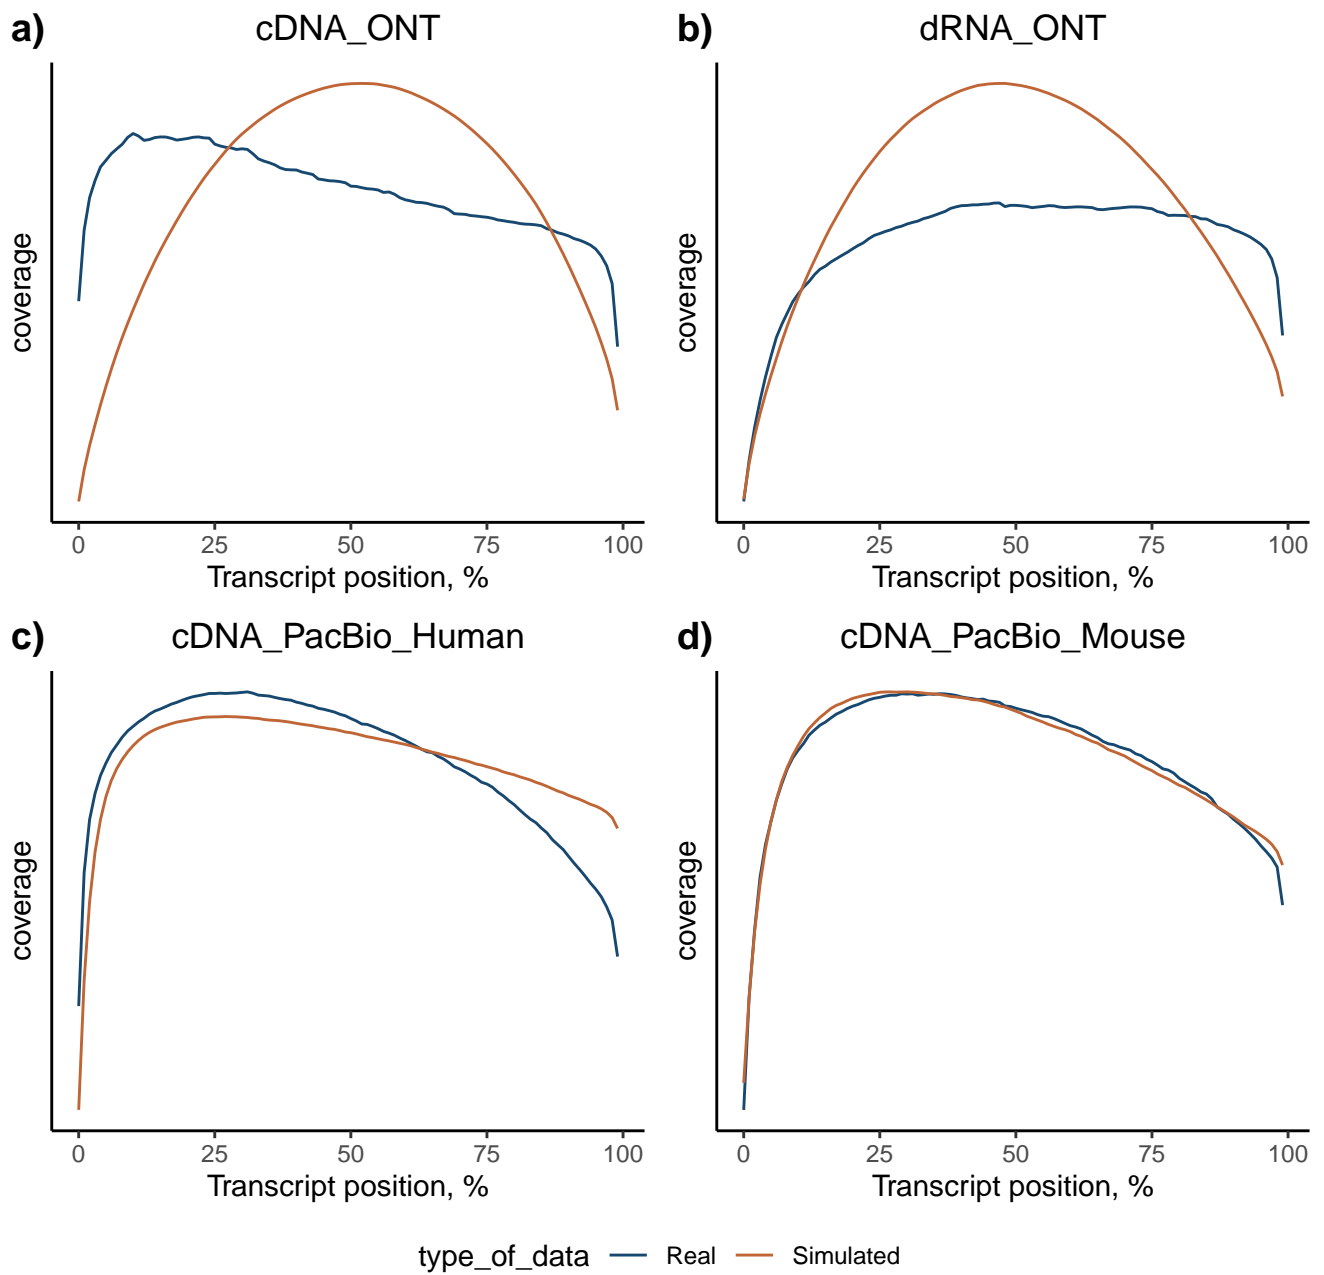 a) cDNA_ONT
b) dRNA_ONT
coverage
0 25 50 75 100
Transcript position, %
coverage
0 25 50 75 100
Transcript position, %
c) cDNA_PacBio_Human
d) cDNA_PacBio_Mouse
coverage
0 25 50 75 100
Transcript position, %
coverage
0 25 50 75 100
Transcript position, %
type_of_data Real Simulated